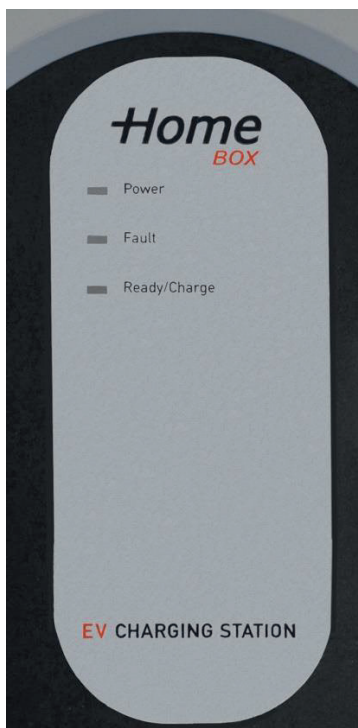 Home
BOX
Power
Fault
Ready/Charge
EV CHARGING STATION